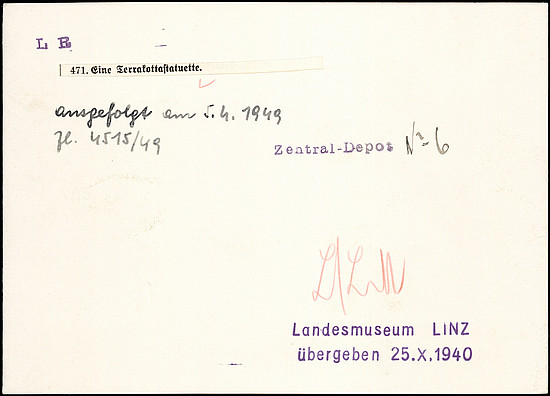 L R
471. Eine Terrakottastatuette.
ausgefolgt am 5.4.1949
Zl. 4515/49
Zentral-Depot No 6
Landesmuseum LINZ
übergeben 25.X.1940